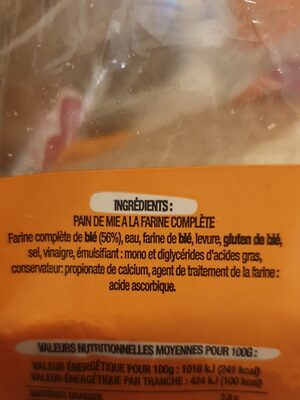 INGRÉDIENTS :
PAIN DE MIE A LA FARINE COMPLÈTE
Farine complète de blé (56%), eau, farine de blé, levure, gluten de blé,
sel, vinaigre, émulsifiant : mono et diglycérides d'acides gras,
conservateur: propionate de calcium, agent de traitement de la farine :
acide ascorbique.
VALEURS NUTRITIONNELLES MOYENNES POUR 100G :
VALEUR ÉNERGÉTIQUE POUR 100g : 1018 kJ (241 kcal)
VALEUR ÉNERGÉTIQUE PAR TRANCHE : 424 kJ (100 kcal)
MATIÈRES GRASSES